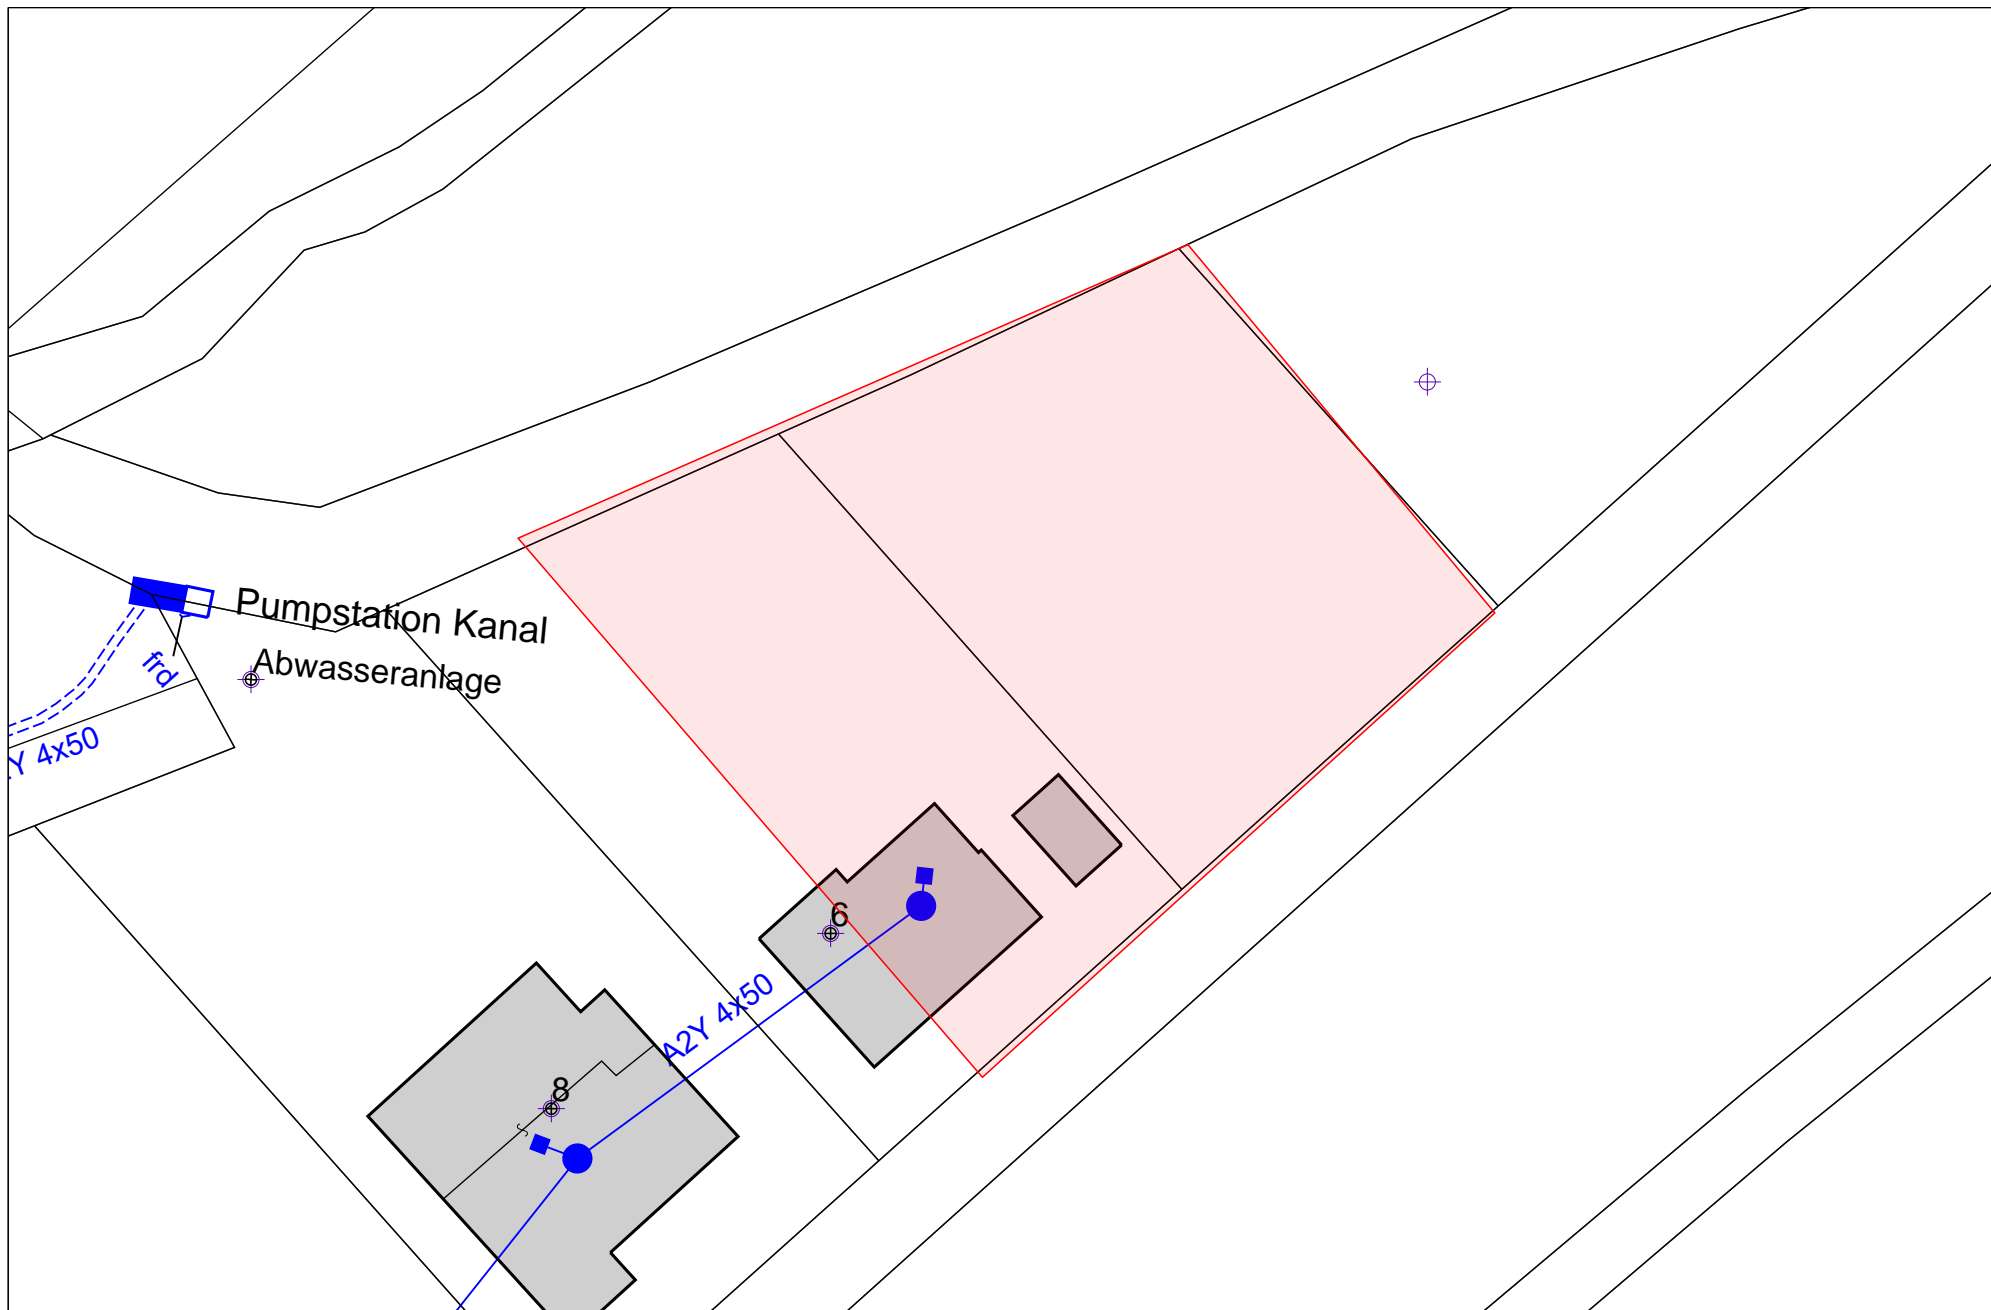 Pumpstation Kanal
Abwasseranlage
frd
Y 4x50
6
A2Y 4x50
8